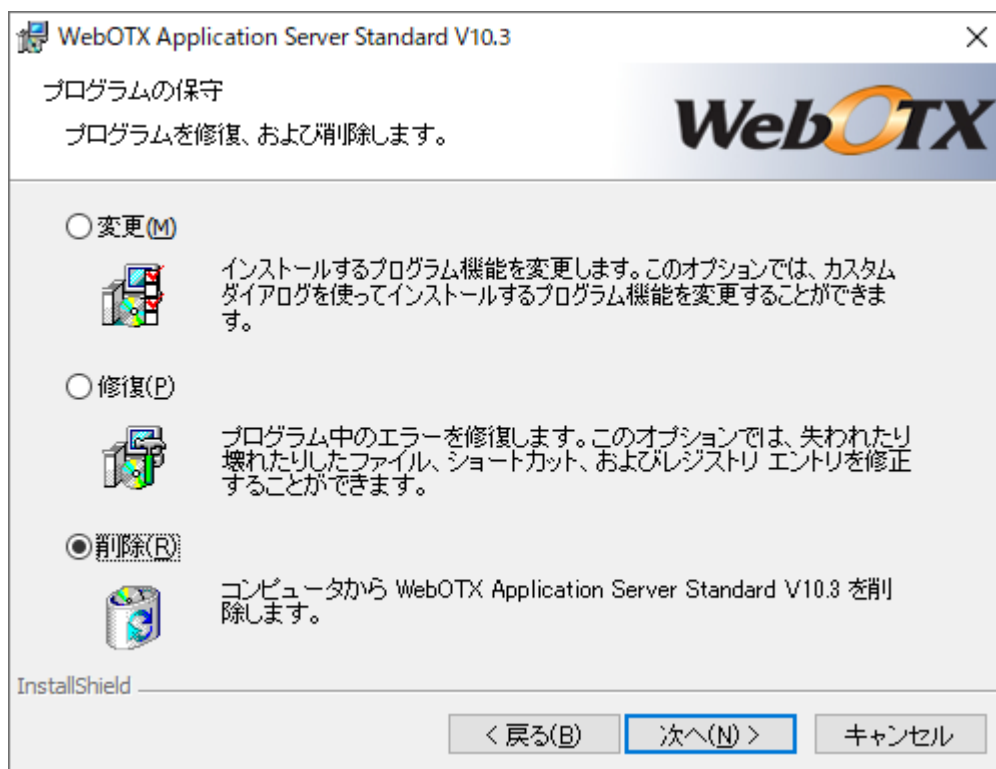 WebOTX Application Server Standard V10.3
プログラムの保守
プログラムを修復、および削除します。
WebOTX
変更(M)
インストールするプログラム機能を変更します。このオプションでは、カスタム
ダイアログを使ってインストールするプログラム機能を変更することができま
す。
修復(P)
プログラム中のエラーを修復します。このオプションでは、失われたり
壊れたりしたファイル、ショートカット、およびレジストリ エントリを修正
することができます。
削除(R)
コンピュータから WebOTX Application Server Standard V10.3 を削
除します。
InstallShield
< 戻る(B)
次へ(N) >
キャンセル